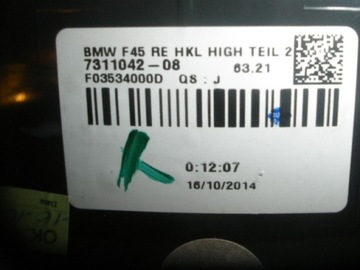 BMW F45 RE HKL HIGH TEIL 2
7311042-08 63.21
F03534000D QS : J
0:12:07
16/10/2014
OK